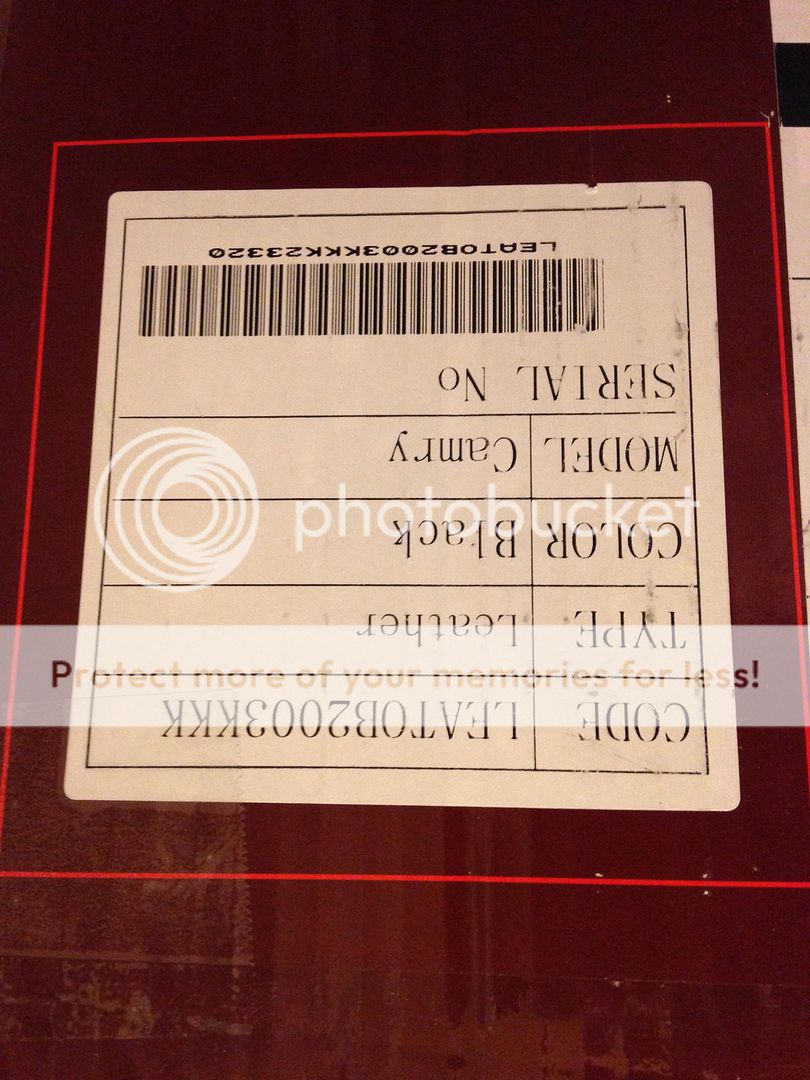 CODE LEATOB2003KKK
TYPE Leather
COLOR Black
MODEL Camry
SERIAL No
LEATOB2003KKK23320
photobucket
Protect more of your memories for less!